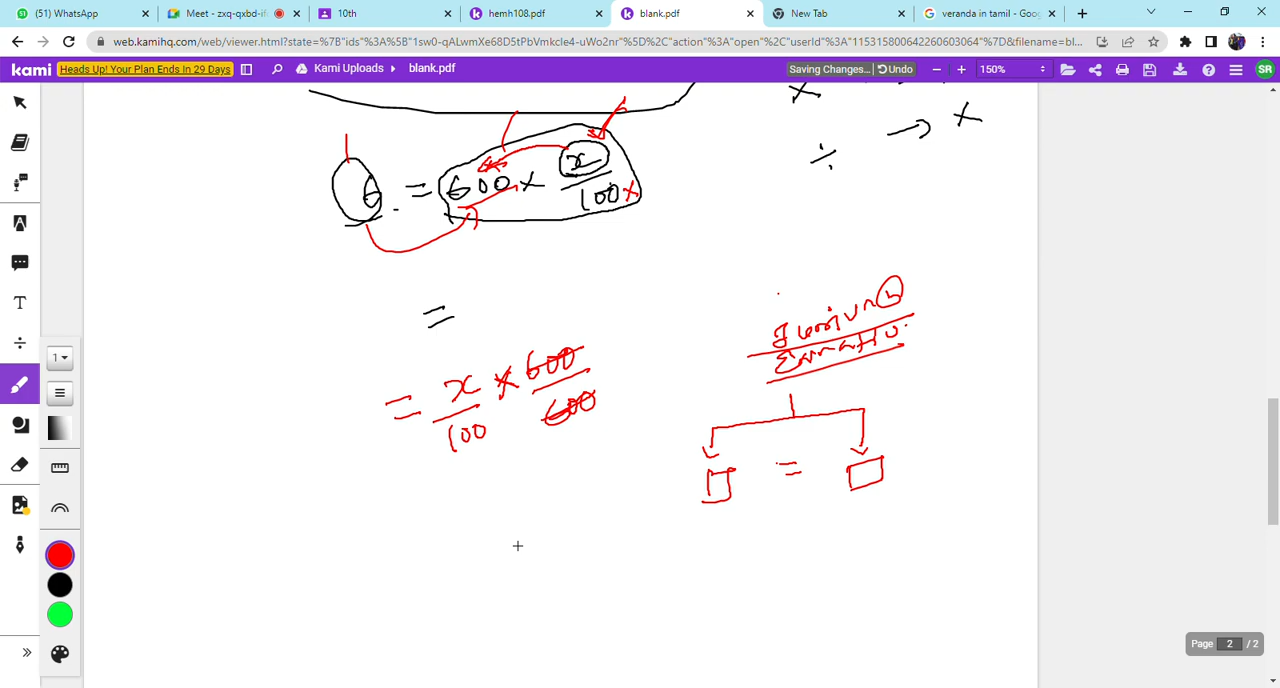 (51) WhatsApp
Meet - zxq-qxbd-if
10th
hemh108.pdf
blank.pdf
New Tab
veranda in tamil - Goo
web.kamihq.com/web/viewer.html?state=%7B"ids"%3A%5B"1sw0-qALwmXe68D5tPbVmkcIe4-uWo2nr"%5D%2C"action"%3A"open"%2C"userId"%3A"115315800642260603064"%7D&filename=bl...
kami Heads Up! Your Plan Ends In 29 Days Kami Uploads blank.pdf Saving Changes... Undo 150% SR
×
÷ → ×
6 = 600 × x/100
=
= x/100 × 600/600
□ = □
1
T
Page 2 / 2